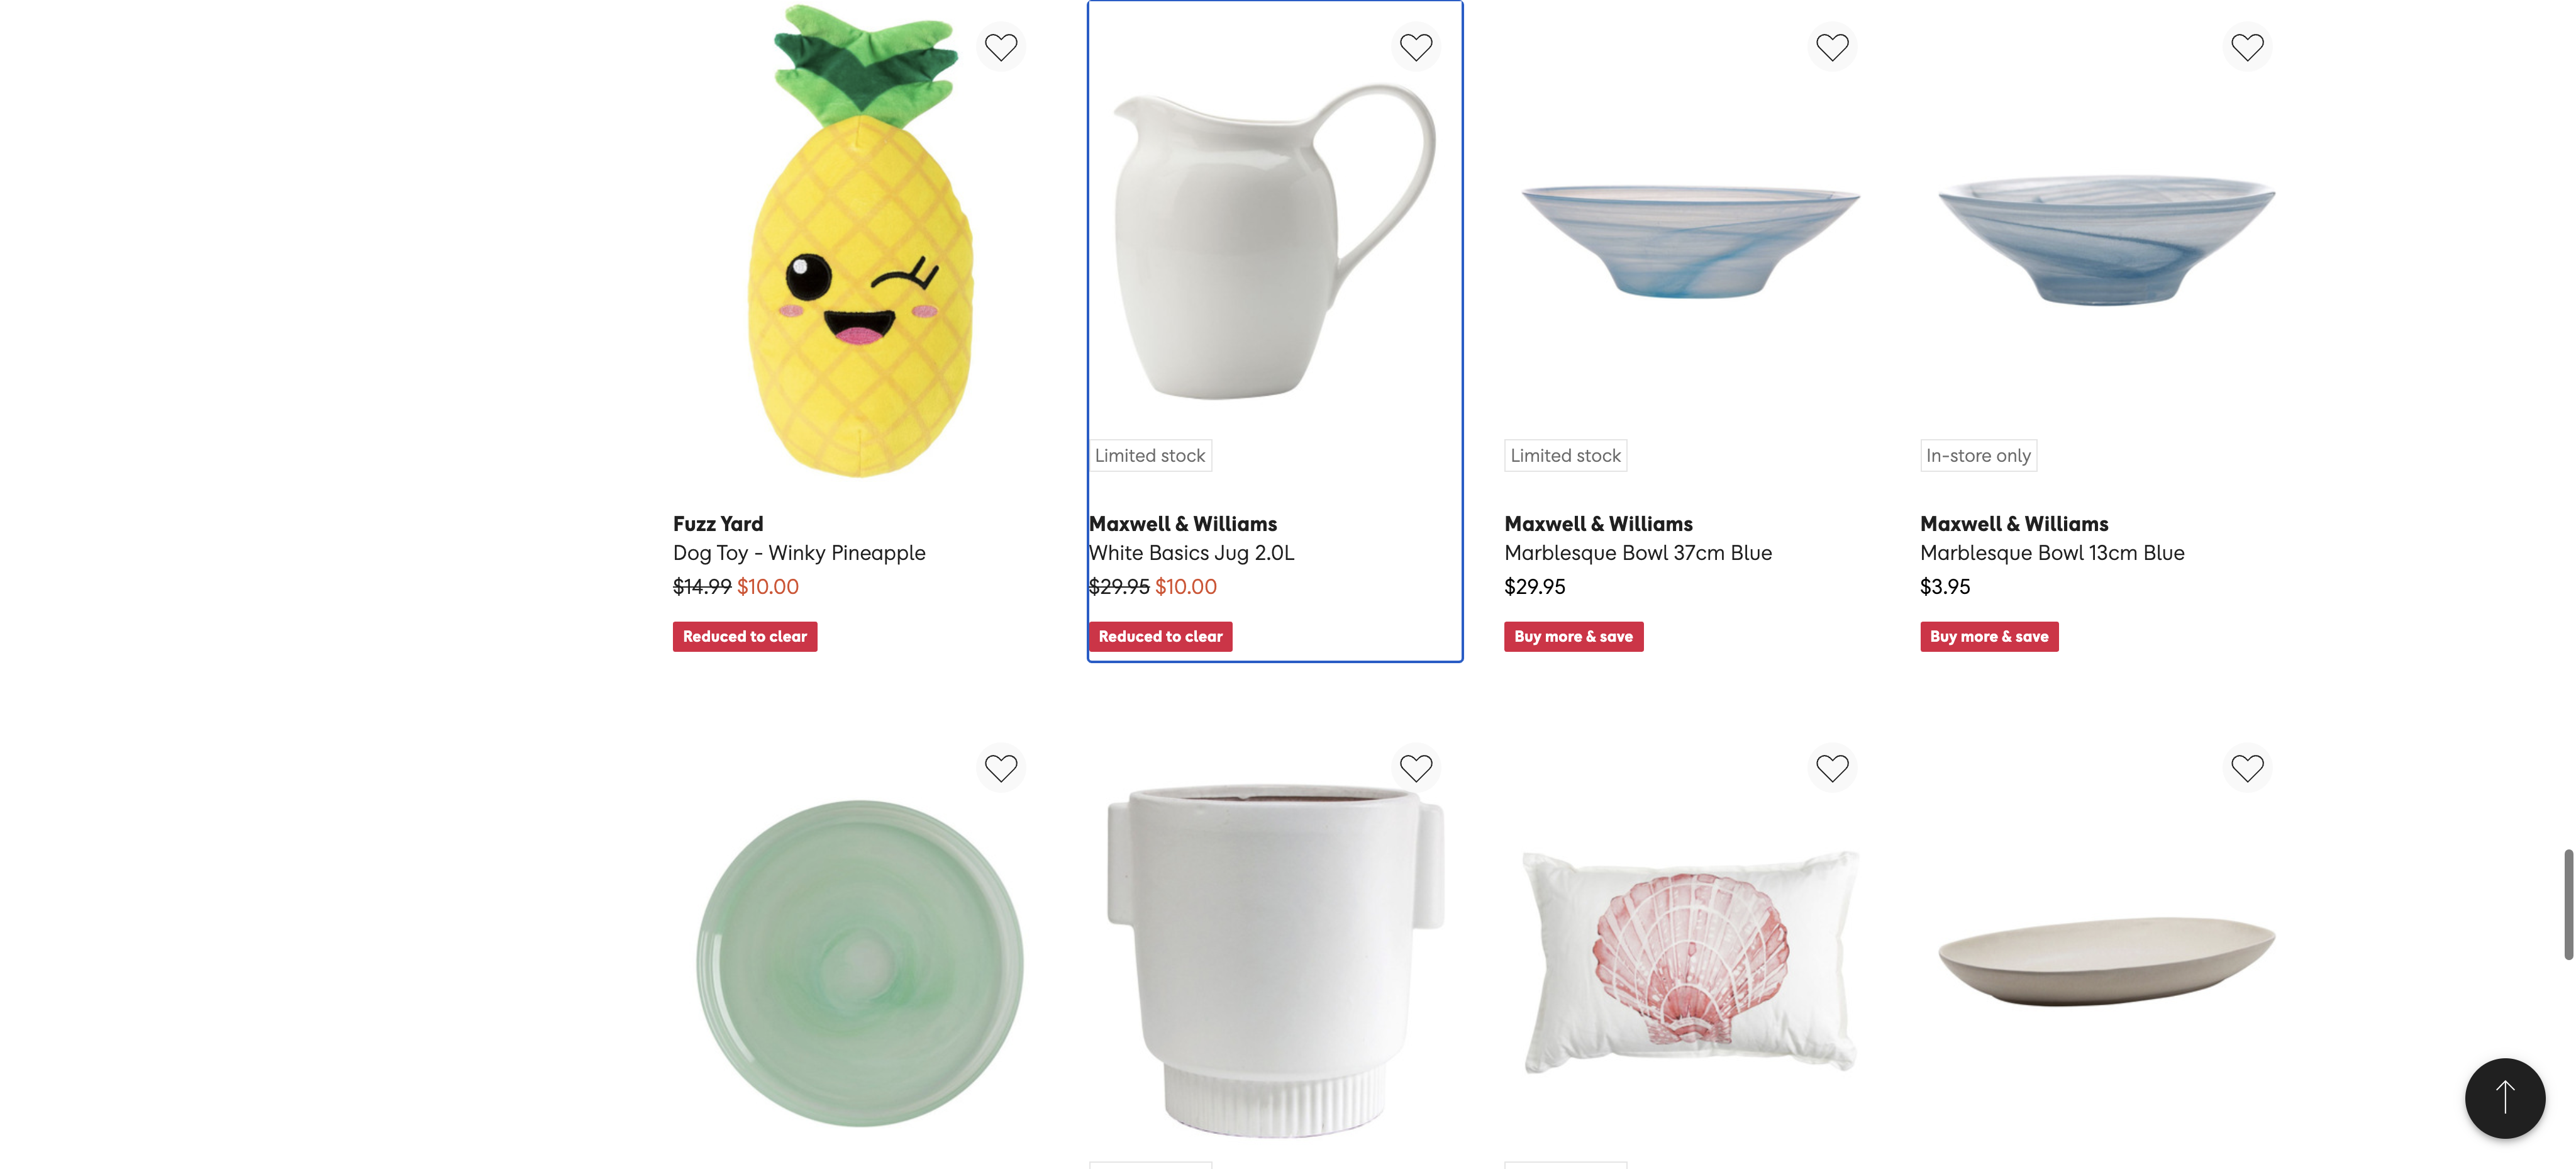 Limited stock
Limited stock
In-store only
Fuzz Yard
Dog Toy - Winky Pineapple
$14.99 $10.00
Reduced to clear
Maxwell & Williams
White Basics Jug 2.0L
$29.95 $10.00
Reduced to clear
Maxwell & Williams
Marblesque Bowl 37cm Blue
$29.95
Buy more & save
Maxwell & Williams
Marblesque Bowl 13cm Blue
$3.95
Buy more & save